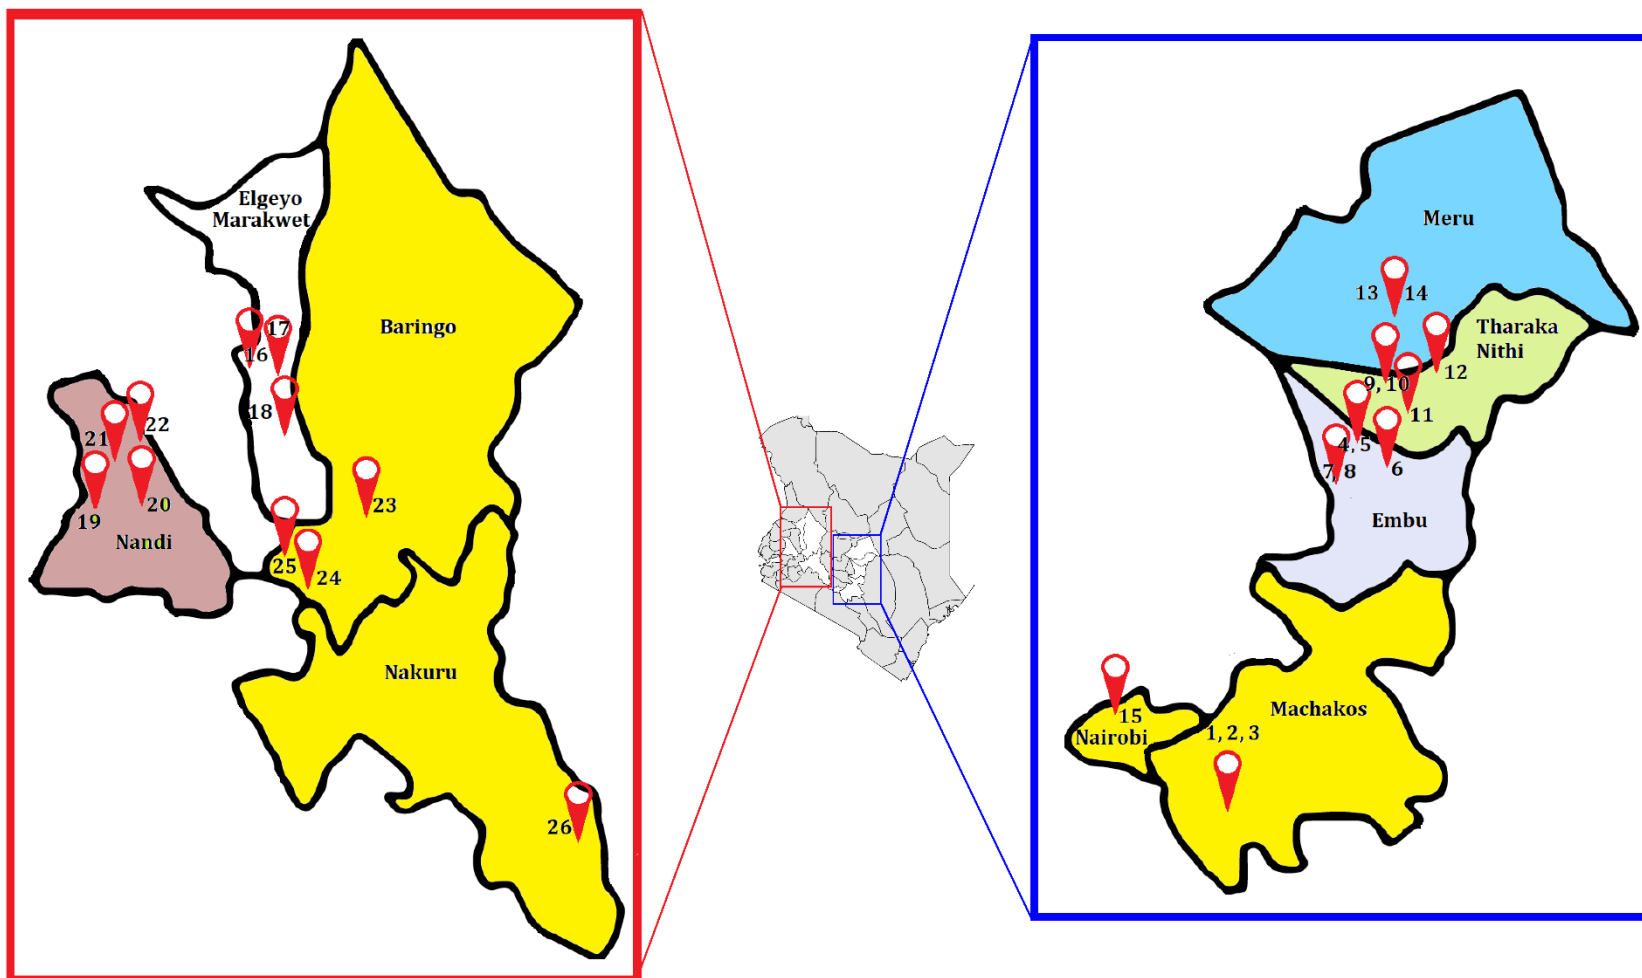 Elgeyo
Marakwet
Baringo
17
16
18
22
21
20
19
Nandi
23
25
24
Nakuru
26
Meru
13 14
Tharaka
Nithi
12
9, 10
11
4, 5
6
7, 8
Embu
15
Nairobi
Machakos
1, 2, 3